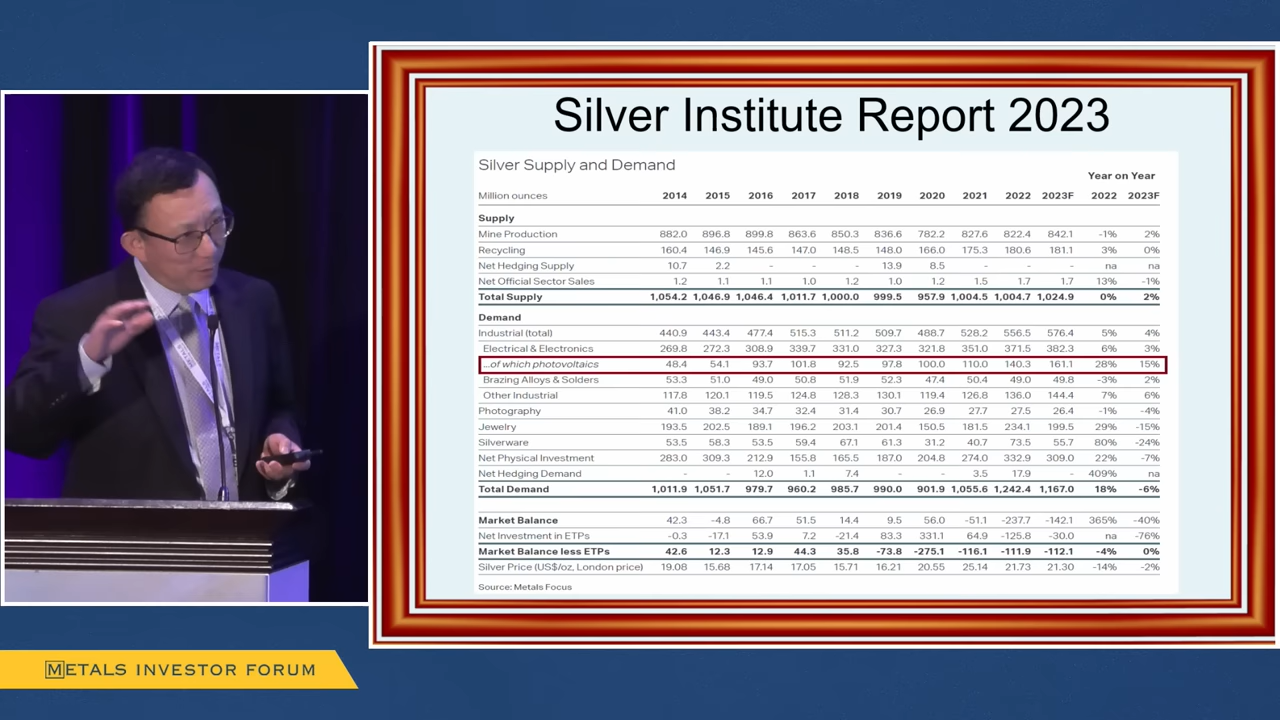 Silver Institute Report 2023
Silver Supply and Demand
Year on Year
Million ounces 2014 2015 2016 2017 2018 2019 2020 2021 2022 2023F 2022 2023F
Supply
Mine Production 882.0 896.8 899.8 863.6 850.3 836.6 782.2 827.6 822.4 842.1 -1% 2%
Recycling 160.4 146.9 145.6 147.0 148.5 148.0 166.0 175.3 180.6 181.1 3% 0%
Net Hedging Supply 10.7 2.2 - - - 13.9 8.5 - - - na na
Net Official Sector Sales 1.2 1.1 1.1 1.0 1.2 1.0 1.2 1.5 1.7 1.7 13% -1%
Total Supply 1,054.2 1,046.9 1,046.4 1,011.7 1,000.0 999.5 957.9 1,004.5 1,004.7 1,024.9 0% 2%
Demand
Industrial (total) 440.9 443.4 477.4 515.3 511.2 509.7 488.7 528.2 556.5 576.4 5% 4%
Electrical & Electronics 269.8 272.3 308.9 339.7 331.0 327.3 321.8 351.0 371.5 382.3 6% 3%
...of which photovoltaics 48.4 54.1 93.7 101.8 92.5 97.8 100.0 110.0 140.3 161.1 28% 15%
Brazing Alloys & Solders 53.3 51.0 49.0 50.8 51.9 52.3 47.4 50.4 49.0 49.8 -3% 2%
Other Industrial 117.8 120.1 119.5 124.8 128.3 130.1 119.4 126.8 136.0 144.4 7% 6%
Photography 41.0 38.2 34.7 32.4 31.4 30.7 26.9 27.7 27.5 26.4 -1% -4%
Jewelry 193.5 202.5 189.1 196.2 203.1 201.4 150.5 181.5 234.1 199.5 29% -15%
Silverware 53.5 58.3 53.5 59.4 67.1 61.3 31.2 40.7 73.5 55.7 80% -24%
Net Physical Investment 283.0 309.3 212.9 155.8 165.5 187.0 204.8 274.0 332.9 309.0 22% -7%
Net Hedging Demand - - 12.0 1.1 7.4 - - 3.5 17.9 - 409% na
Total Demand 1,011.9 1,051.7 979.7 960.2 985.7 990.0 901.9 1,055.6 1,242.4 1,167.0 18% -6%
Market Balance 42.3 -4.8 66.7 51.5 14.4 9.5 56.0 -51.1 -237.7 -142.1 365% -40%
Net Investment in ETPs -0.3 -17.1 53.9 7.2 -21.4 83.3 331.1 64.9 -125.8 -30.0 na -76%
Market Balance less ETPs 42.6 12.3 12.9 44.3 35.8 -73.8 -275.1 -116.1 -111.9 -112.1 -4% 0%
Silver Price (US$/oz, London price) 19.08 15.68 17.14 17.05 15.71 16.21 20.55 25.14 21.73 21.30 -14% -2%
Source: Metals Focus
METALS INVESTOR FORUM